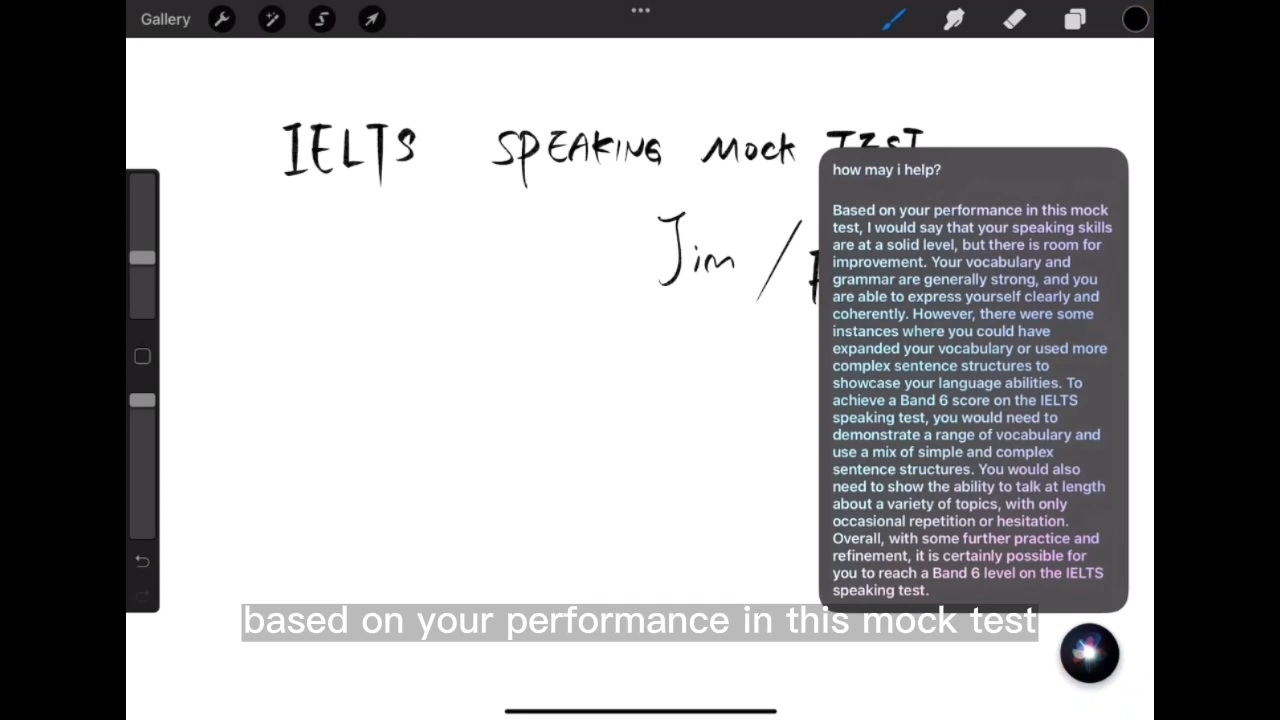 Gallery
IELTS SPEAKING MOCK TEST
Jim /
how may i help?
Based on your performance in this mock
test, I would say that your speaking skills
are at a solid level, but there is room for
improvement. Your vocabulary and
grammar are generally strong, and you
are able to express yourself clearly and
coherently. However, there were some
instances where you could have
expanded your vocabulary or used more
complex sentence structures to
showcase your language abilities. To
achieve a Band 6 score on the IELTS
speaking test, you would need to
demonstrate a range of vocabulary and
use a mix of simple and complex
sentence structures. You would also
need to show the ability to talk at length
about a variety of topics, with only
occasional repetition or hesitation.
Overall, with some further practice and
refinement, it is certainly possible for
you to reach a Band 6 level on the IELTS
speaking test.
based on your performance in this mock test